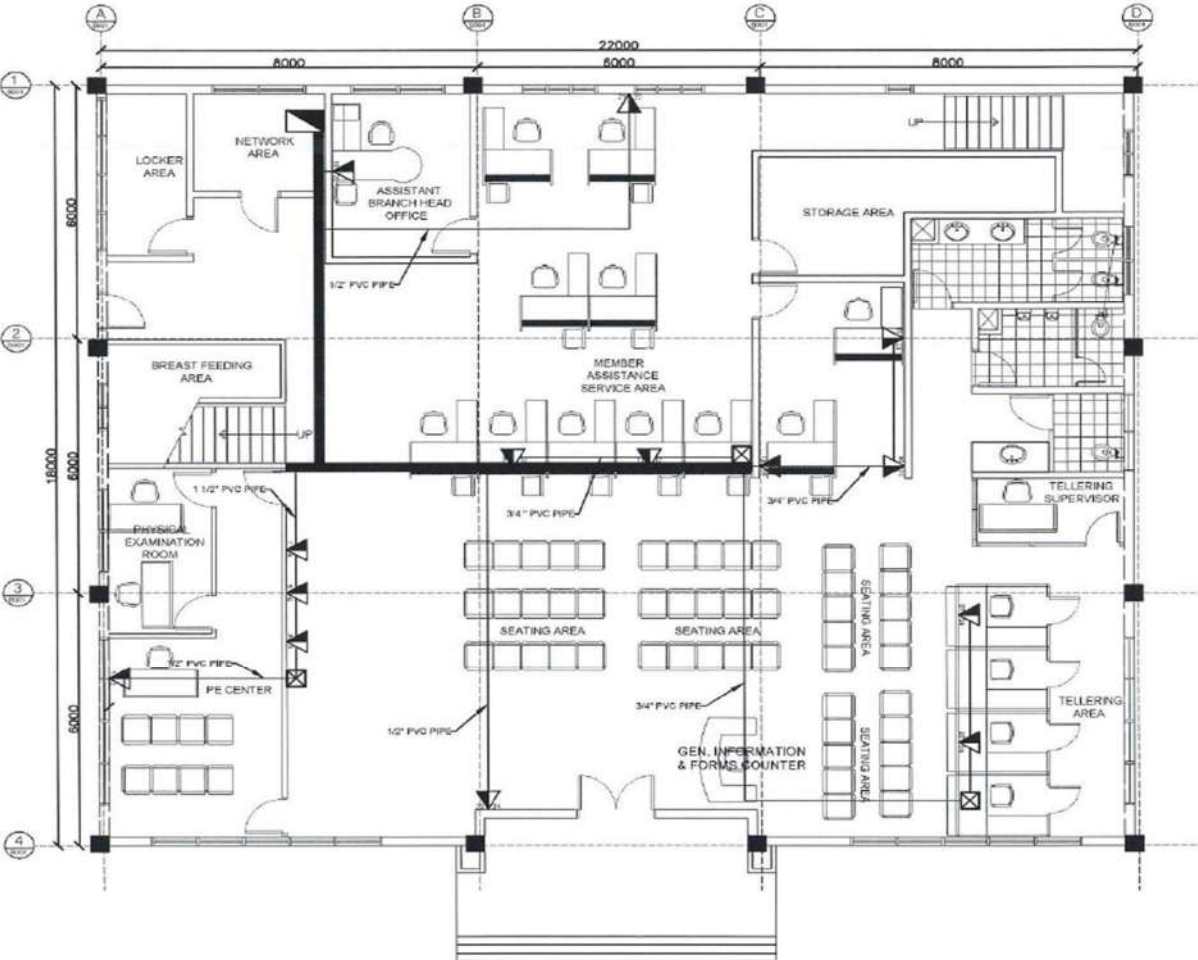 A
B
C
D
22000
8000
6000
8000
1
UP
NETWORK
AREA
LOCKER
AREA
ASSISTANT
BRANCH HEAD
OFFICE
STORAGE AREA
6000
1/2" PVC PIPE
2
MEMBER
ASSISTANCE
SERVICE AREA
BREAST FEEDING
AREA
UP
18000
6000
1 1/2" PVC PIPE
3/4" PVC PIPE
3/4" PVC PIPE
TELLERING
SUPERVISOR
PHYSICAL
EXAMINATION
ROOM
3
SEATING AREA
SEATING AREA
SEATING AREA
1/2" PVC PIPE
PE CENTER
6000
3/4" PVC PIPE
TELLERING
AREA
1/2" PVC PIPE
GEN. INFORMATION
& FORMS COUNTER
SEATING AREA
4